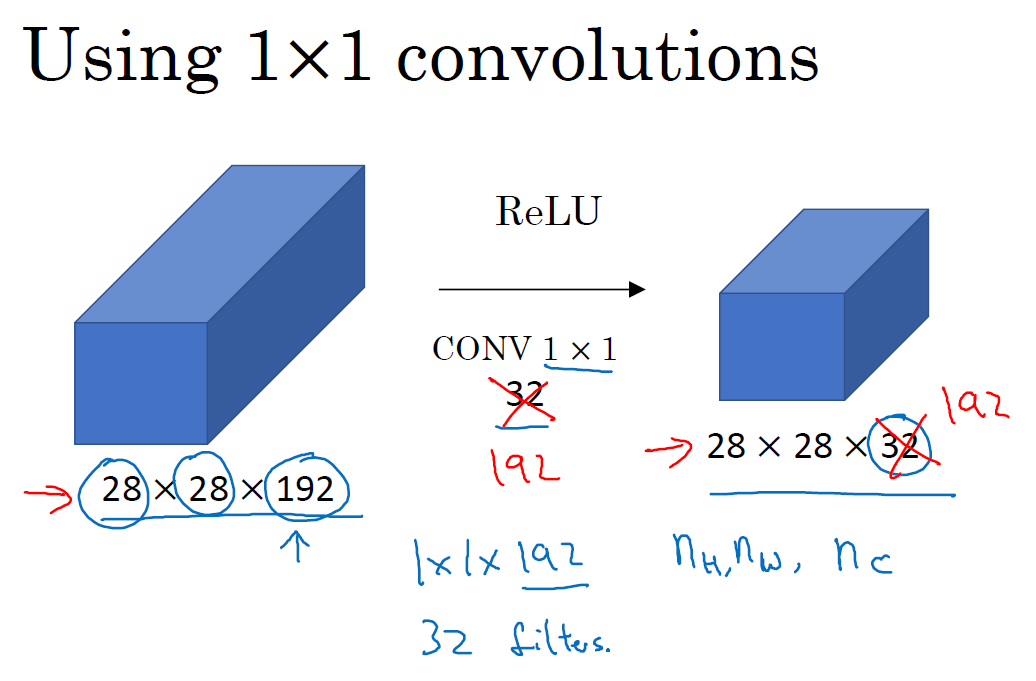 Using 1×1 convolutions
ReLU
CONV 1 × 1
32
192
28 × 28 × 192
28 × 28 × 32
192
↑
1×1×192
32 filters.
nH, nW, nC